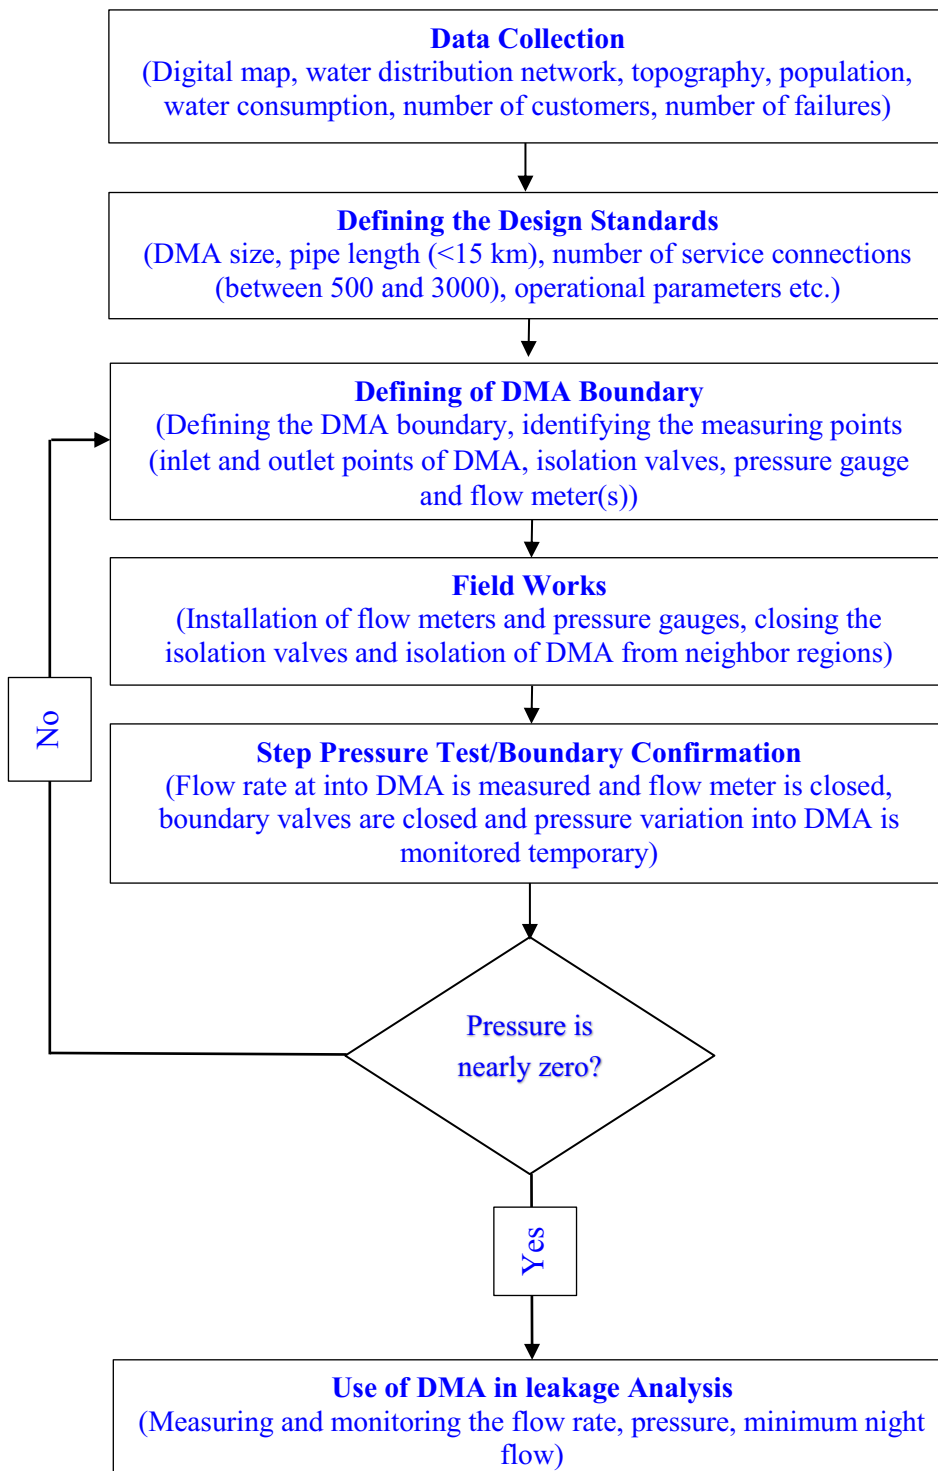 Data Collection
(Digital map, water distribution network, topography, population,
water consumption, number of customers, number of failures)
Defining the Design Standards
(DMA size, pipe length (<15 km), number of service connections
(between 500 and 3000), operational parameters etc.)
Defining of DMA Boundary
(Defining the DMA boundary, identifying the measuring points
(inlet and outlet points of DMA, isolation valves, pressure gauge
and flow meter(s))
Field Works
(Installation of flow meters and pressure gauges, closing the
isolation valves and isolation of DMA from neighbor regions)
No
Step Pressure Test/Boundary Confirmation
(Flow rate at into DMA is measured and flow meter is closed,
boundary valves are closed and pressure variation into DMA is
monitored temporary)
Pressure is
nearly zero?
Yes
Use of DMA in leakage Analysis
(Measuring and monitoring the flow rate, pressure, minimum night
flow)